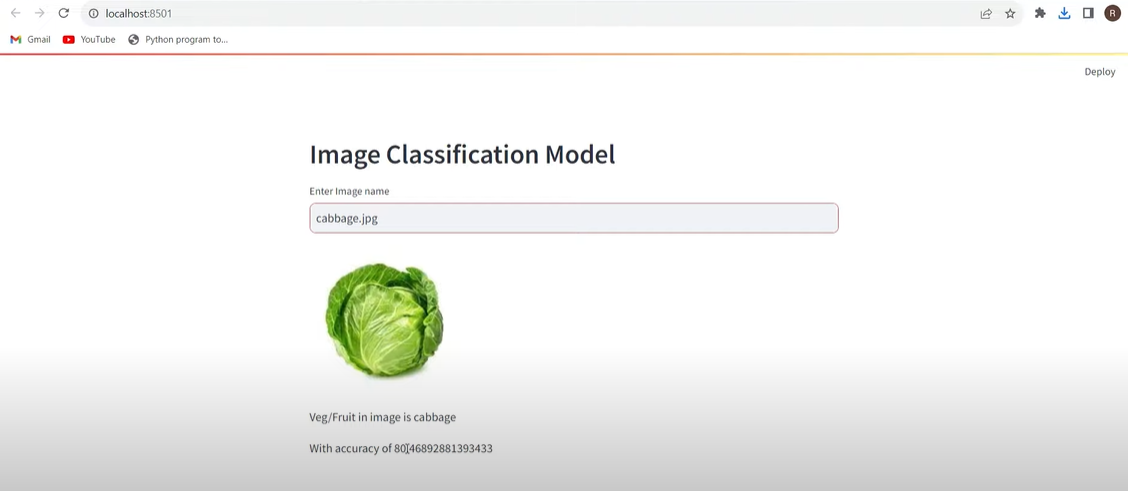 localhost:8501
R
Gmail YouTube Python program to...
Deploy
Image Classification Model
Enter Image name
cabbage.jpg
Veg/Fruit in image is cabbage
With accuracy of 80.46892881393433